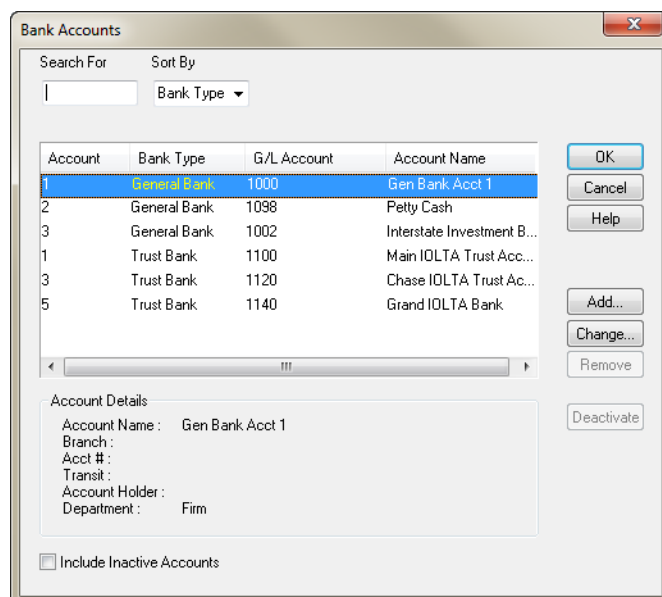 Bank Accounts
Search For Sort By
Bank Type
Account Bank Type G/L Account Account Name
1 General Bank 1000 Gen Bank Acct 1
2 General Bank 1098 Petty Cash
3 General Bank 1002 Interstate Investment B...
1 Trust Bank 1100 Main IOLTA Trust Acc...
3 Trust Bank 1120 Chase IOLTA Trust Ac...
5 Trust Bank 1140 Grand IOLTA Bank
OK
Cancel
Help
Add...
Change...
Remove
Deactivate
Account Details
Account Name : Gen Bank Acct 1
Branch :
Acct # :
Transit :
Account Holder :
Department : Firm
Include Inactive Accounts